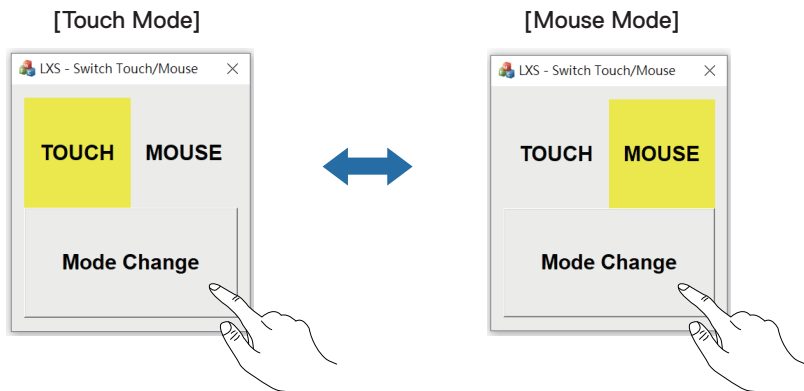 [Touch Mode]
LXS - Switch Touch/Mouse
TOUCH MOUSE
Mode Change
[Mouse Mode]
LXS - Switch Touch/Mouse
TOUCH MOUSE
Mode Change